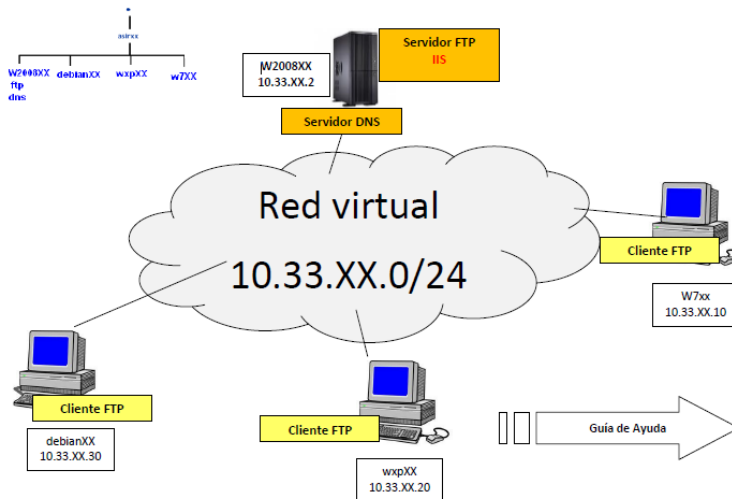 asirxx
W2008XX debianXX wxpXX w7XX
ftp
dns
W2008XX
10.33.XX.2
Servidor FTP
IIS
Servidor DNS
Red virtual
10.33.XX.0/24
Cliente FTP
W7xx
10.33.XX.10
Cliente FTP
debianXX
10.33.XX.30
Cliente FTP
wxpXX
10.33.XX.20
Guía de Ayuda